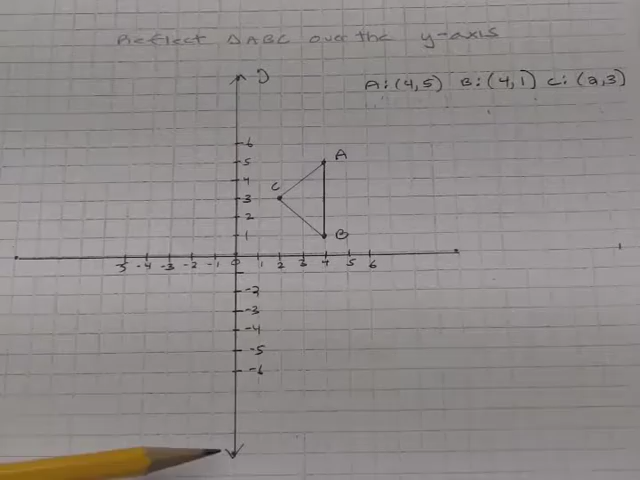 Reflect ΔABC over the y-axis
A:(4,5) B:(4,1) C:(2,3)
6
5 A
4
C 3
2
1 B
5 -4 -3 -2 -1 0 1 2 3 4 5 6
-2
-3
-4
-5
-6